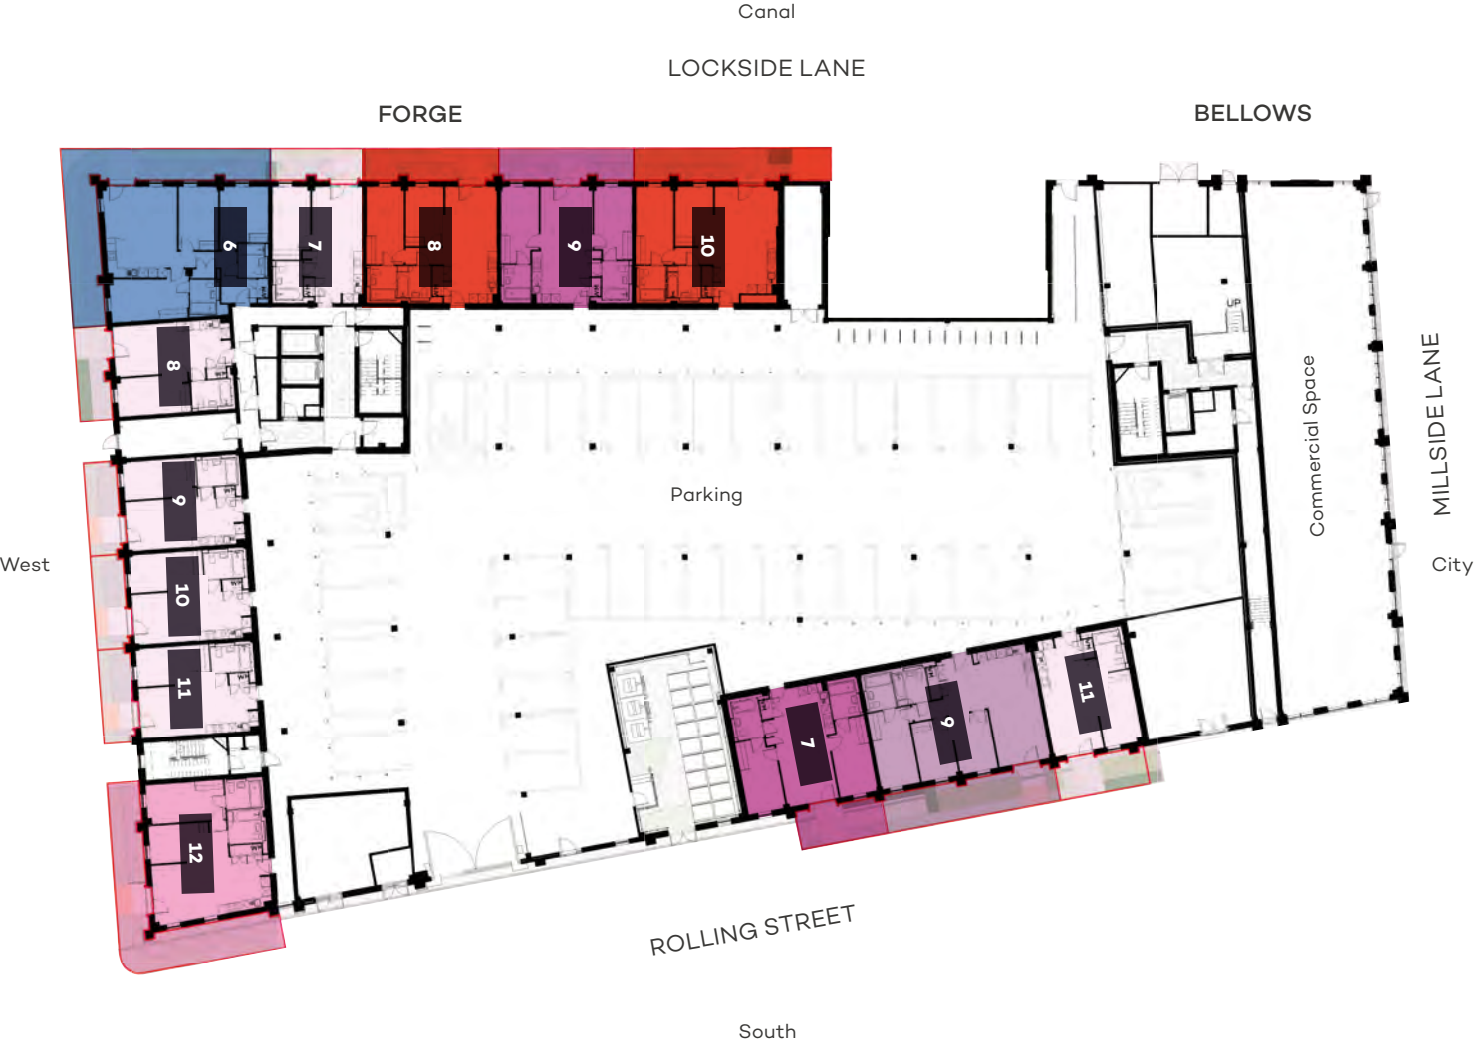 Canal
LOCKSIDE LANE
FORGE
BELLOWS
6
7
8
9
10
UP
8
9
10
11
12
Parking
Commercial Space
MILLSIDE LANE
West
City
7
9
11
ROLLING STREET
South